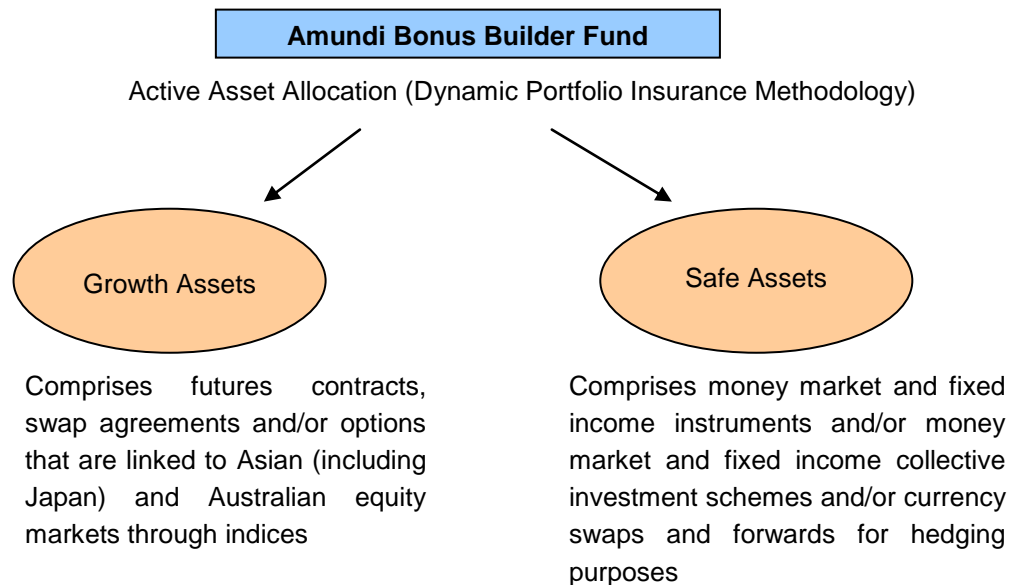 Amundi Bonus Builder Fund
Active Asset Allocation (Dynamic Portfolio Insurance Methodology)
Growth Assets
Safe Assets
Comprises futures contracts,
swap agreements and/or options
that are linked to Asian (including
Japan) and Australian equity
markets through indices
Comprises money market and fixed
income instruments and/or money
market and fixed income collective
investment schemes and/or currency
swaps and forwards for hedging
purposes